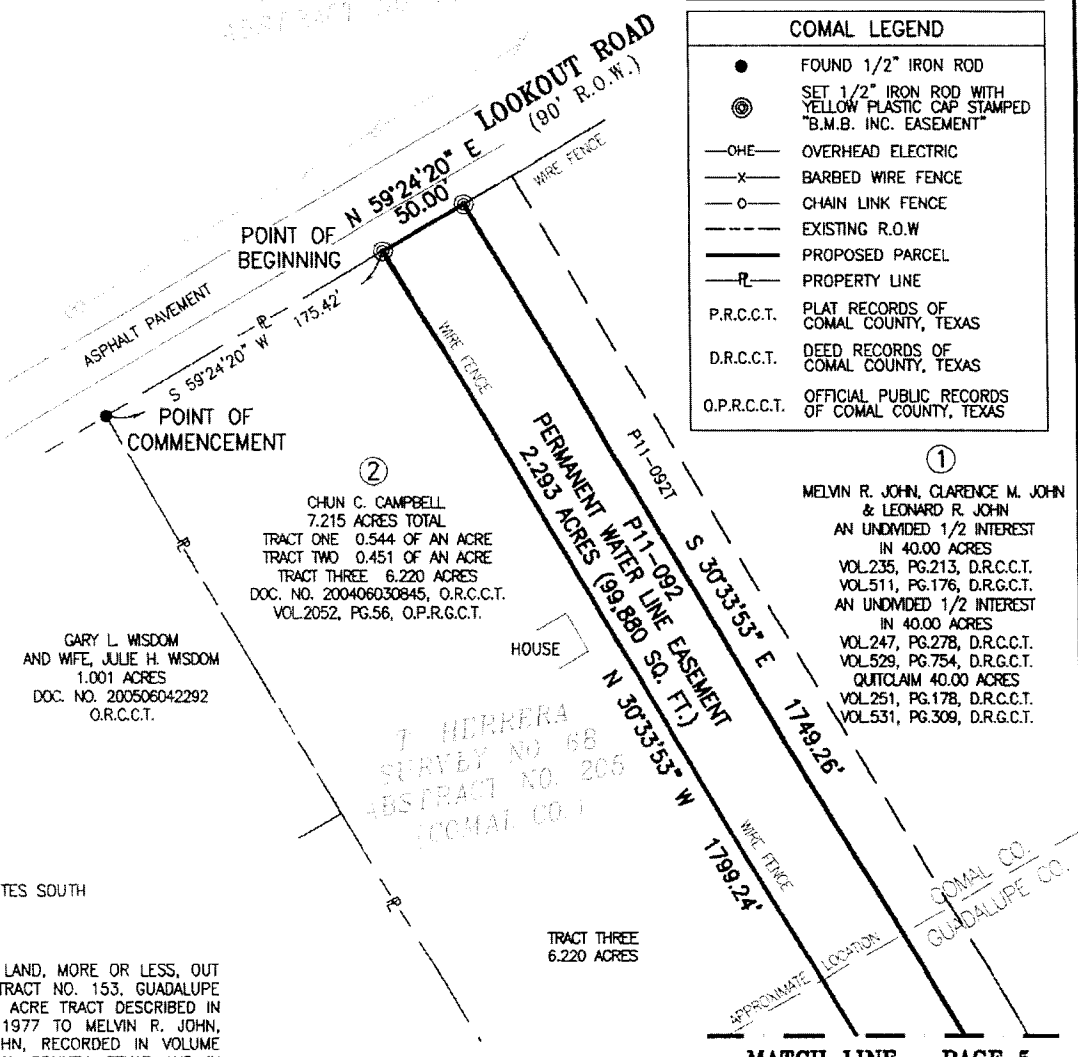 LOOKOUT ROAD
(90' R.O.W.)
COMAL LEGEND
FOUND 1/2" IRON ROD
SET 1/2" IRON ROD WITH
YELLOW PLASTIC CAP STAMPED
"B.M.B. INC. EASEMENT"
OHE OVERHEAD ELECTRIC
X BARBED WIRE FENCE
O CHAIN LINK FENCE
EXISTING R.O.W
PROPOSED PARCEL
PL PROPERTY LINE
P.R.C.C.T. PLAT RECORDS OF
COMAL COUNTY, TEXAS
D.R.C.C.T. DEED RECORDS OF
COMAL COUNTY, TEXAS
O.P.R.C.C.T. OFFICIAL PUBLIC RECORDS
OF COMAL COUNTY, TEXAS
N 59°24'20" E
50.00'
WIRE FENCE
POINT OF
BEGINNING
ASPHALT PAVEMENT
S 59°24'20" W PL 175.42'
POINT OF
COMMENCEMENT
WIRE FENCE
2
CHUN C. CAMPBELL
7.215 ACRES TOTAL
TRACT ONE 0.544 OF AN ACRE
TRACT TWO 0.451 OF AN ACRE
TRACT THREE 6.220 ACRES
DOC. NO. 200406030845, O.R.C.C.T.
VOL.2052, PG.56, O.P.R.G.C.T.
PERMANENT WATER LINE EASEMENT
P11-092
2.293 ACRES (99,880 SQ. FT.)
P11-092T
S 30°33'53" E 1749.26'
1
MELVIN R. JOHN, CLARENCE M. JOHN
& LEONARD R. JOHN
AN UNDIVIDED 1/2 INTEREST
IN 40.00 ACRES
VOL.235, PG.213, D.R.C.C.T.
VOL.511, PG.176, D.R.G.C.T.
AN UNDIVIDED 1/2 INTEREST
IN 40.00 ACRES
VOL.247, PG.278, D.R.C.C.T.
VOL.529, PG.754, D.R.G.C.T.
QUITCLAIM 40.00 ACRES
VOL.251, PG.178, D.R.C.C.T.
VOL.531, PG.309, D.R.G.C.T.
PL
GARY L. WISDOM
AND WIFE, JULIE H. WISDOM
1.001 ACRES
DOC. NO. 200506042292
O.R.C.C.T.
HOUSE
HERRERA
SURVEY NO. 68
ABSTRACT NO. 206
(COMAL CO.)
N 30°33'53" W 1799.24'
WIRE FENCE
PL
TRACT THREE
6.220 ACRES
APPROXIMATE LOCATION
COMAL CO.
GUADALUPE CO.
TES SOUTH
LAND, MORE OR LESS, OUT
TRACT NO. 153, GUADALUPE
ACRE TRACT DESCRIBED IN
1977 TO MELVIN R. JOHN,
HN, RECORDED IN VOLUME
MATCH LINE PAGE 5